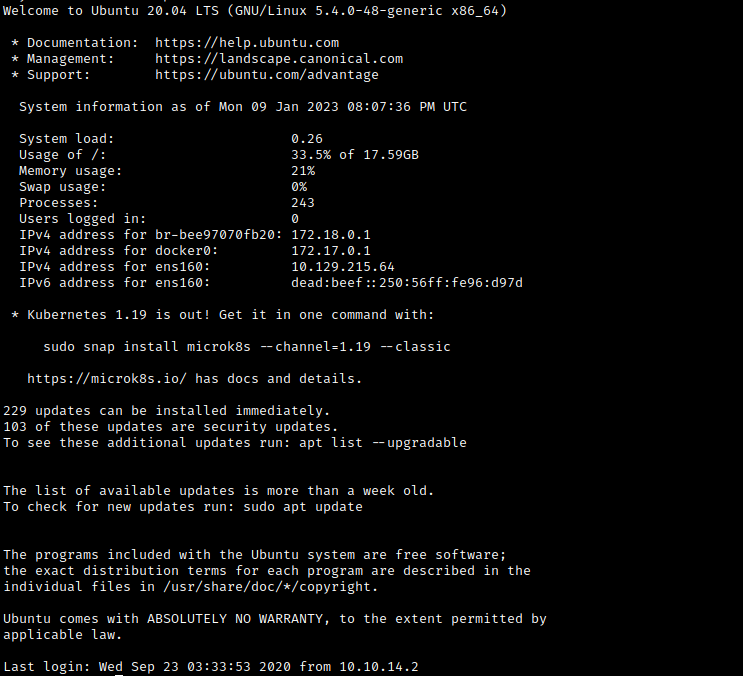 Welcome to Ubuntu 20.04 LTS (GNU/Linux 5.4.0-48-generic x86_64)
* Documentation: https://help.ubuntu.com
* Management: https://landscape.canonical.com
* Support: https://ubuntu.com/advantage
System information as of Mon 09 Jan 2023 08:07:36 PM UTC
System load: 0.26
Usage of /: 33.5% of 17.59GB
Memory usage: 21%
Swap usage: 0%
Processes: 243
Users logged in: 0
IPv4 address for br-bee97070fb20: 172.18.0.1
IPv4 address for docker0: 172.17.0.1
IPv4 address for ens160: 10.129.215.64
IPv6 address for ens160: dead:beef::250:56ff:fe96:d97d
* Kubernetes 1.19 is out! Get it in one command with:
sudo snap install microk8s --channel=1.19 --classic
https://microk8s.io/ has docs and details.
229 updates can be installed immediately.
103 of these updates are security updates.
To see these additional updates run: apt list --upgradable
The list of available updates is more than a week old.
To check for new updates run: sudo apt update
The programs included with the Ubuntu system are free software;
the exact distribution terms for each program are described in the
individual files in /usr/share/doc/*/copyright.
Ubuntu comes with ABSOLUTELY NO WARRANTY, to the extent permitted by
applicable law.
Last login: Wed Sep 23 03:33:53 2020 from 10.10.14.2